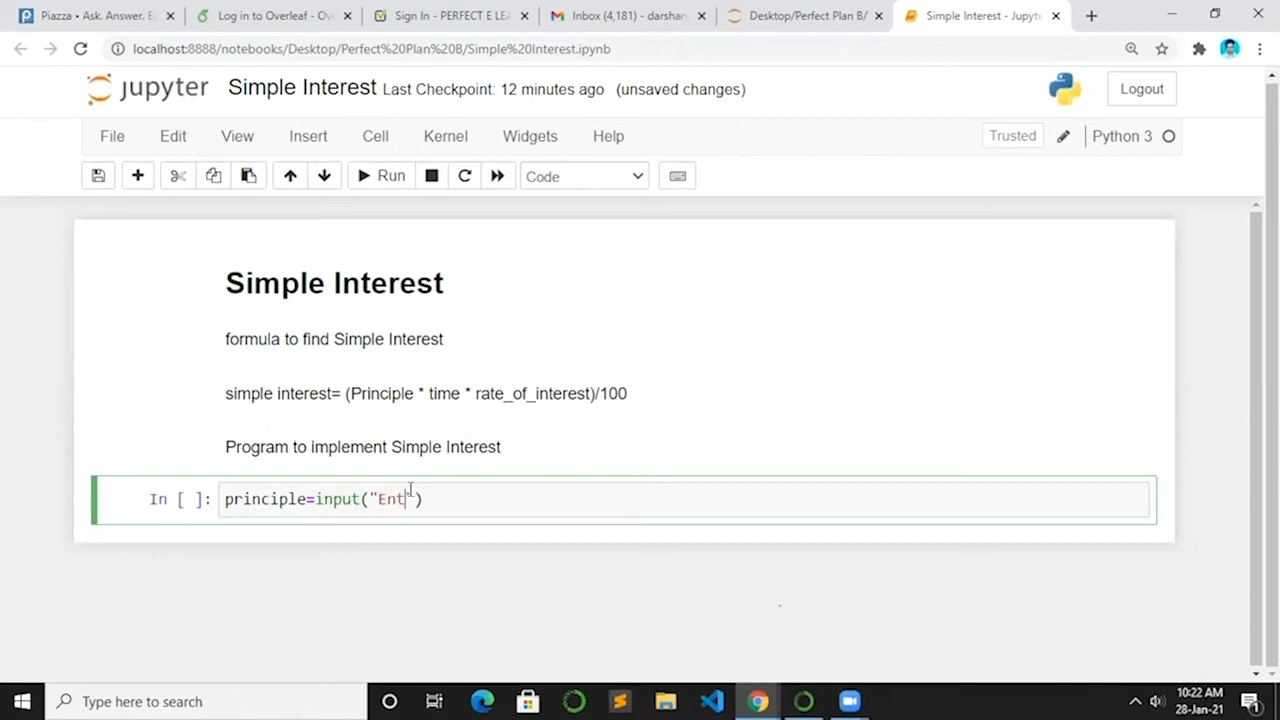 Piazza • Ask. Answer. E
Log in to Overleaf - Ov
Sign In - PERFECT E LEA
Inbox (4,181) - darshan
Desktop/Perfect Plan B/
Simple Interest - Jupyte
localhost:8888/notebooks/Desktop/Perfect%20Plan%20B/Simple%20Interest.ipynb
jupyter Simple Interest Last Checkpoint: 12 minutes ago (unsaved changes)
Logout
File Edit View Insert Cell Kernel Widgets Help
Trusted
Python 3
Run
Code
Simple Interest
formula to find Simple Interest
simple interest= (Principle * time * rate_of_interest)/100
Program to implement Simple Interest
In [ ]: principle=input("Ent")
Type here to search
10:22 AM
28-Jan-21
1